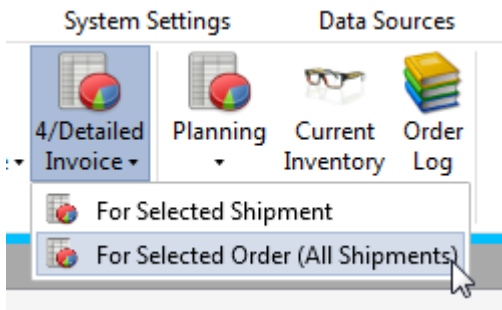 System Settings
Data Sources
4/Detailed
Invoice
Planning
Current
Inventory
Order
Log
For Selected Shipment
For Selected Order (All Shipments)